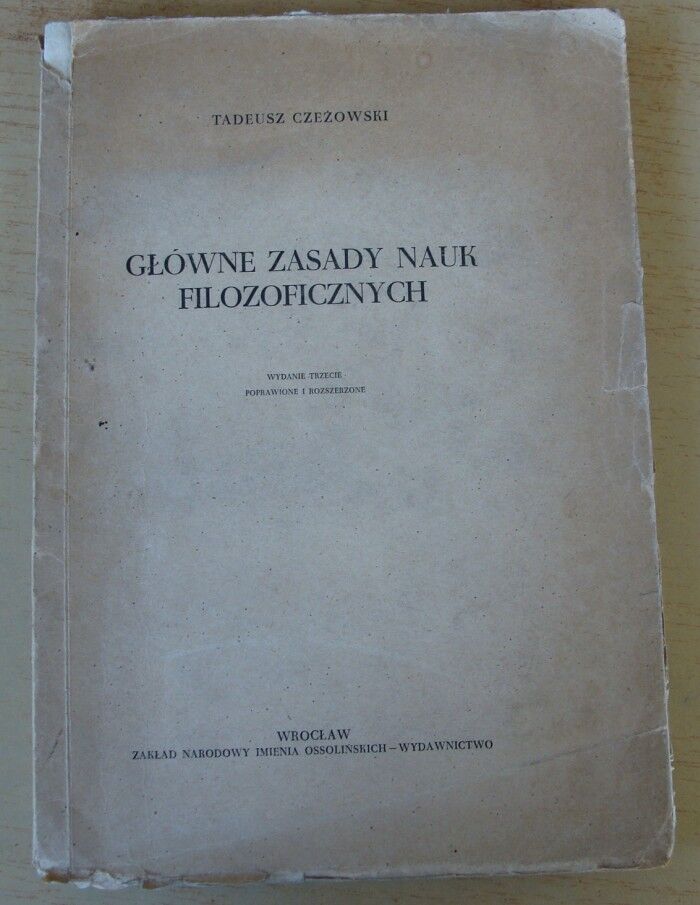 TADEUSZ CZEŻOWSKI
GŁÓWNE ZASADY NAUK
FILOZOFICZNYCH
WYDANIE TRZECIE
POPRAWIONE I ROZSZERZONE
WROCŁAW
ZAKŁAD NARODOWY IMIENIA OSSOLIŃSKICH – WYDAWNICTWO